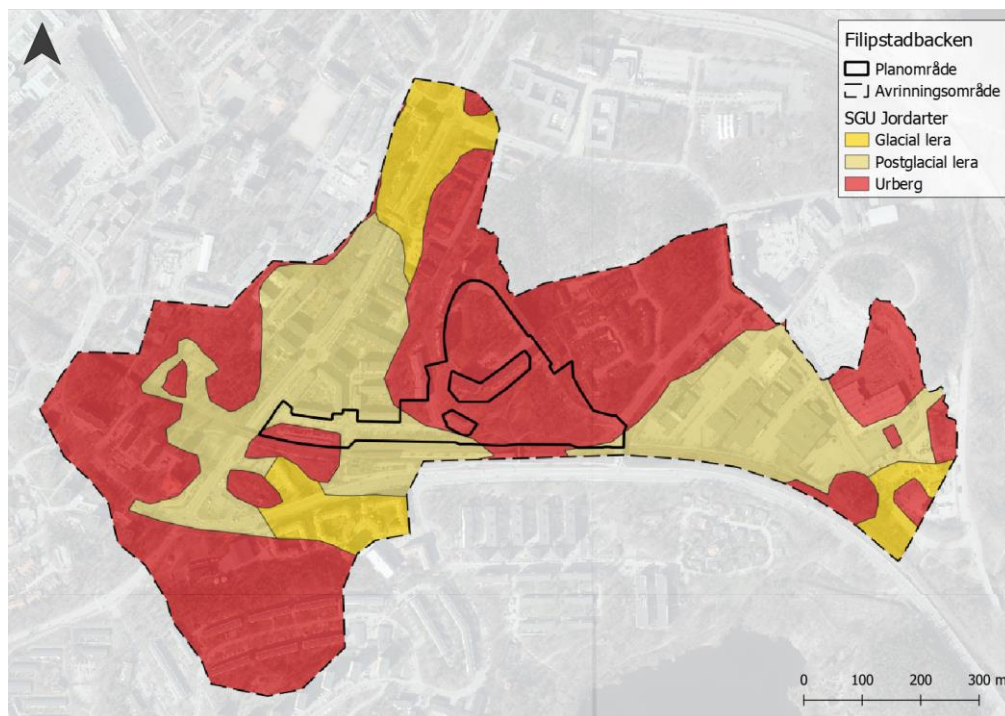 Filipstadbacken
Planområde
Avrinningsområde
SGU Jordarter
Glacial lera
Postglacial lera
Urberg
0 100 200 300 m